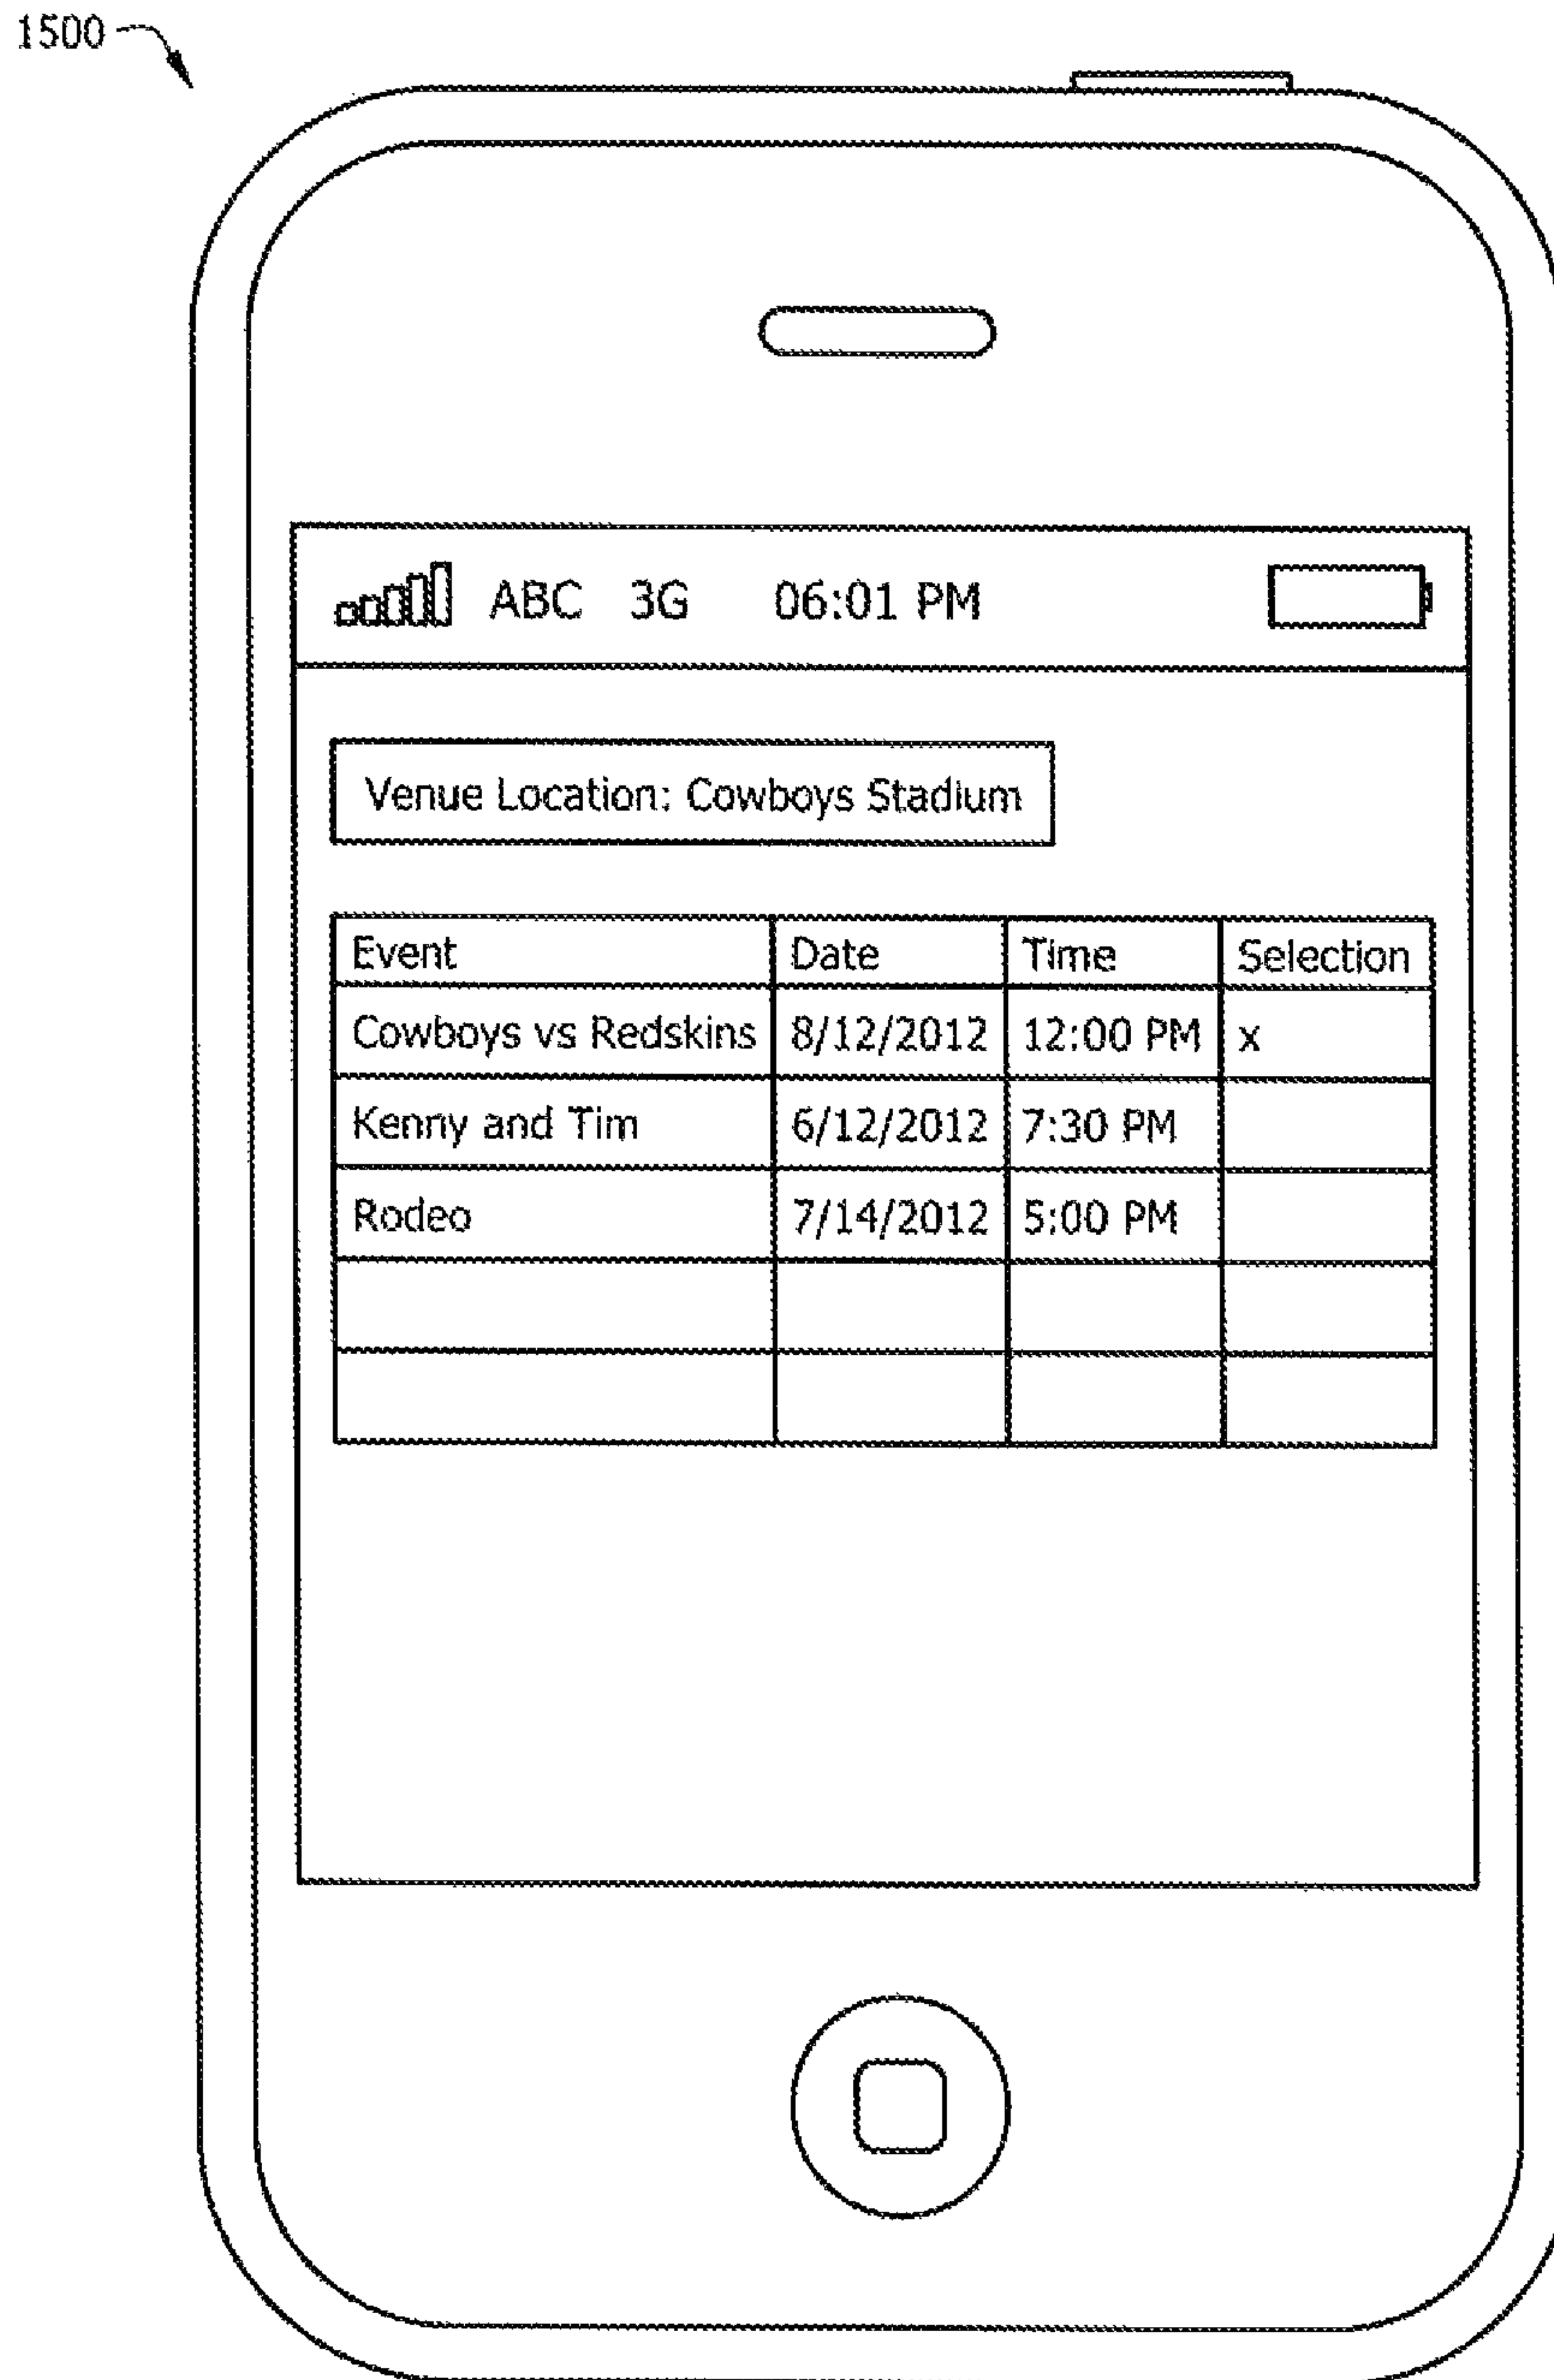 1500
ABC 3G 06:01 PM
Venue Location: Cowboys Stadium
Event Date Time Selection
Cowboys vs Redskins 8/12/2012 12:00 PM x
Kenny and Tim 6/12/2012 7:30 PM
Rodeo 7/14/2012 5:00 PM